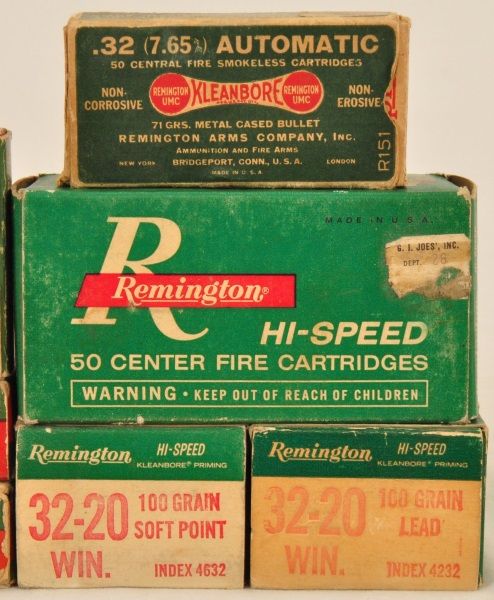 .32 (7.65 m/m) AUTOMATIC
50 CENTRAL FIRE SMOKELESS CARTRIDGES
NON-CORROSIVE
REMINGTON UMC
KLEANBORE
REMINGTON UMC
NON-EROSIVE
71 GRS. METAL CASED BULLET
REMINGTON ARMS COMPANY, INC.
AMMUNITION AND FIRE ARMS
NEW YORK BRIDGEPORT, CONN., U.S.A. LONDON
MADE IN U.S.A.
R151
MADE IN U.S.A.
G. I. JOES', INC.
DEPT. 26
R
Remington®
HI-SPEED
50 CENTER FIRE CARTRIDGES
WARNING • KEEP OUT OF REACH OF CHILDREN
Remington HI-SPEED
KLEANBORE® PRIMING
32-20 100 GRAIN
SOFT POINT
WIN. INDEX 4632
Remington HI-SPEED
KLEANBORE® PRIMING
32-20 100 GRAIN
LEAD
WIN. INDEX 4232